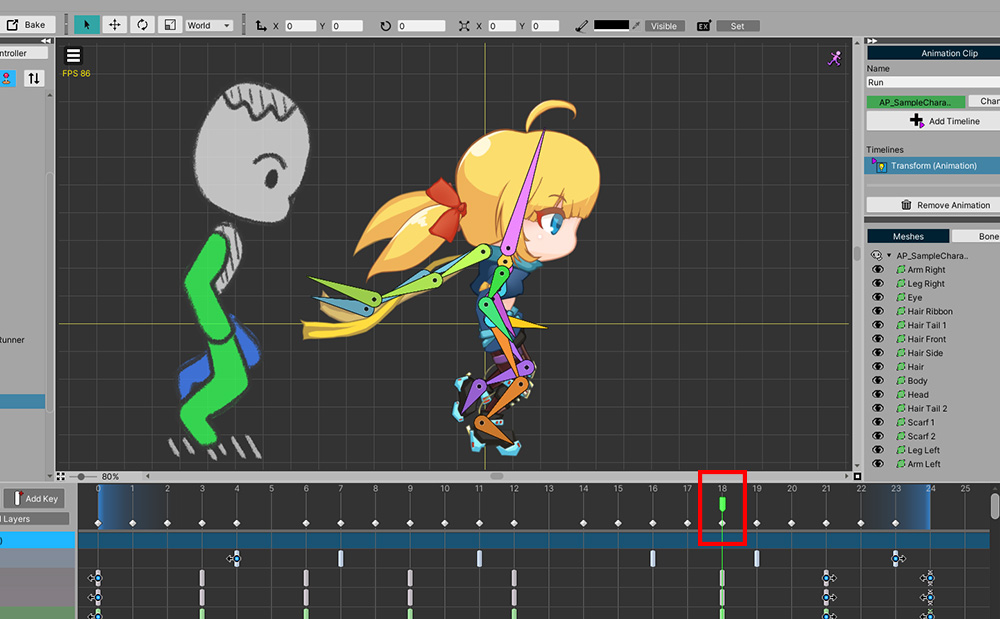 Bake
World
X 0 Y 0
0
X 0 Y 0
Visible
EX
Set
ntroller
FPS 86
unner
80%
Animation Clip
Name
Run
AP_SampleChara..
Chan
Add Timeline
Timelines
Transform (Animation)
Remove Animation
Meshes
Bone
AP_SampleChara..
Arm Right
Leg Right
Eye
Hair Ribbon
Hair Tail 1
Hair Front
Hair Side
Hair
Body
Head
Hair Tail 2
Scarf 1
Scarf 2
Leg Left
Arm Left
Add Key
l Layers
)
0 1 2 3 4 5 6 7 8 9 10 11 12 13 14 15 16 17 18 19 20 21 22 23 24 25